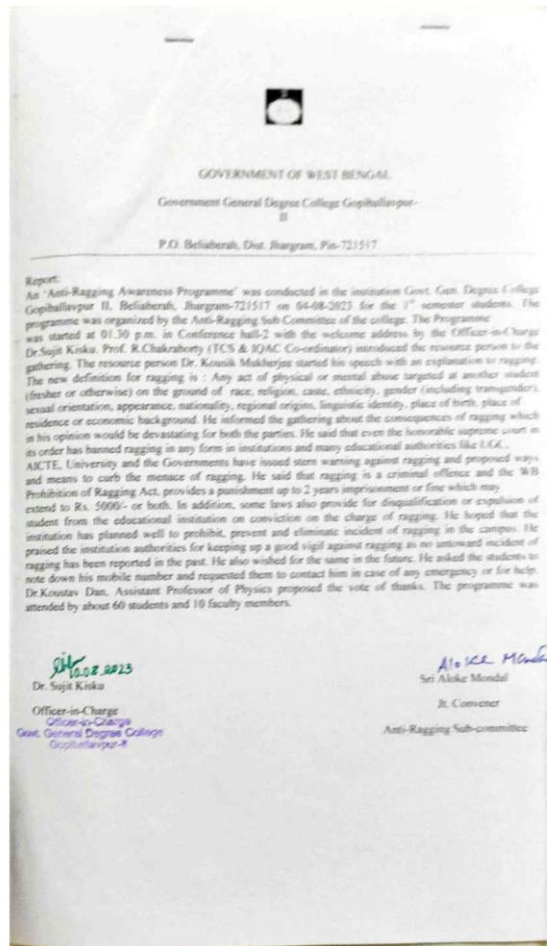 GOVERNMENT OF WEST BENGAL
Government General Degree College Gopiballavpur-
II
P.O. Beliaberah, Dist. Jhargram, Pin-721517
Report:
An 'Anti-Ragging Awareness Programme' was conducted in the institution Govt. Gen. Degree College
Gopiballavpur II, Beliaberah, Jhargram-721517 on 04-08-2023 for the 1st semester students. The
programme was organized by the Anti-Ragging Sub Committee of the college. The Programme
was started at 01.30 p.m. in Conference hall-2 with the welcome address by the Officer-in-Charge
Dr.Sujit Kisku. Prof. R.Chakraborty (TCS & IQAC Co-ordinator) introduced the resource person to the
gathering. The resource person Dr. Kousik Mukherjee started his speech with an explanation to ragging.
The new definition for ragging is : Any act of physical or mental abuse targeted at another student
(fresher or otherwise) on the ground of race, religion, caste, ethnicity, gender (including transgender),
sexual orientation, appearance, nationality, regional origins, linguistic identity, place of birth, place of
residence or economic background. He informed the gathering about the consequences of ragging which
in his opinion would be devastating for both the parties. He said that even the honorable supreme court in
its order has banned ragging in any form in institutions and many educational authorities like UGC,
AICTE, University and the Governments have issued stern warning against ragging and proposed ways
and means to curb the menace of ragging. He said that ragging is a criminal offence and the WB
Prohibition of Ragging Act, provides a punishment up to 2 years imprisonment or fine which may
extend to Rs. 5000/- or both. In addition, some laws also provide for disqualification or expulsion of
student from the educational institution on conviction on the charge of ragging. He hoped that the
institution has planned well to prohibit, prevent and eliminate incident of ragging in the campus. He
praised the institution authorities for keeping up a good vigil against ragging as no untoward incident of
ragging has been reported in the past. He also wished for the same in the future. He asked the students to
note down his mobile number and requested them to contact him in case of any emergency or for help.
Dr.Koustav Dan, Assistant Professor of Physics proposed the vote of thanks. The programme was
attended by about 60 students and 10 faculty members.
10.08.2023
Dr. Sujit Kisku
Officer-in-Charge
Officer-in-Charge
Govt. General Degree College
Gopiballavpur-II
Aloke Mondal
Sri Aloke Mondal
Jt. Convener
Anti-Ragging Sub-committee